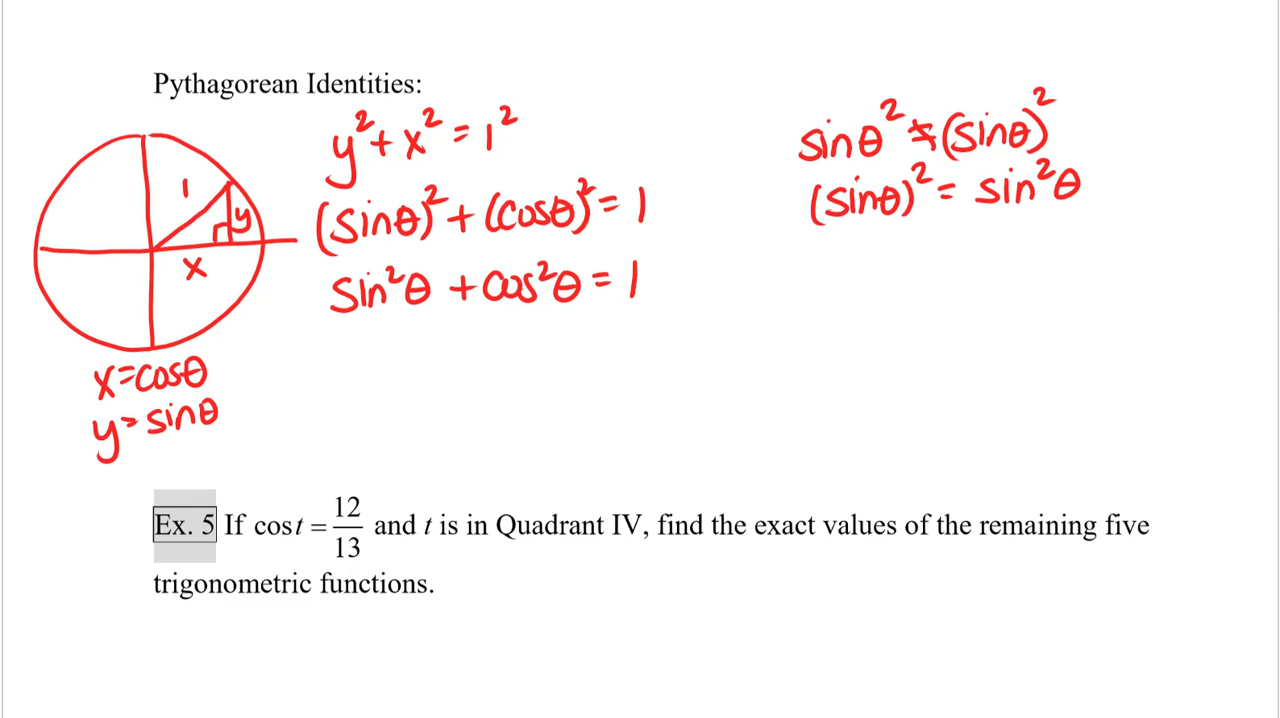 Pythagorean Identities:
y² + x² = 1²
sinθ² ≠ (sinθ)²
(sinθ)² + (cosθ)² = 1
(sinθ)² = sin²θ
sin²θ + cos²θ = 1
1
y
x
x = cosθ
y = sinθ
Ex. 5 If cos t = 12/13 and t is in Quadrant IV, find the exact values of the remaining five
trigonometric functions.